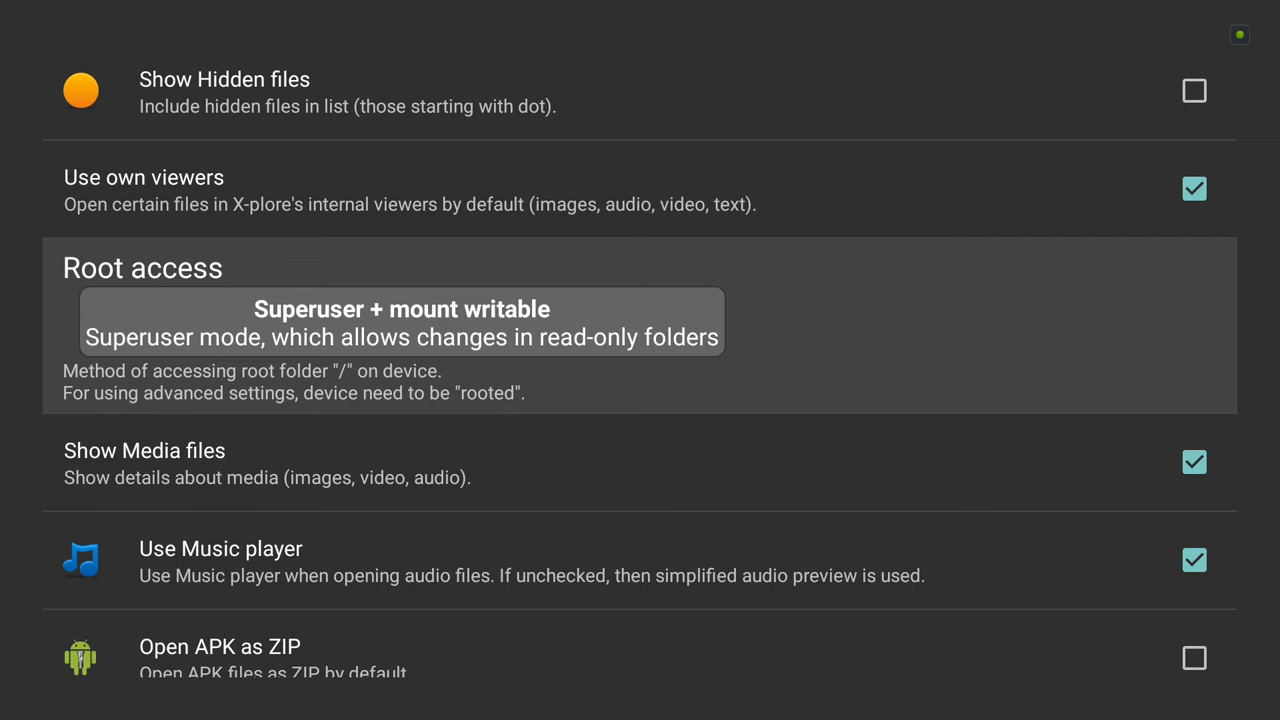 Show Hidden files
Include hidden files in list (those starting with dot).
Use own viewers
Open certain files in X-plore's internal viewers by default (images, audio, video, text).
Root access
Superuser + mount writable
Superuser mode, which allows changes in read-only folders
Method of accessing root folder "/" on device.
For using advanced settings, device need to be "rooted".
Show Media files
Show details about media (images, video, audio).
Use Music player
Use Music player when opening audio files. If unchecked, then simplified audio preview is used.
Open APK as ZIP
Open APK files as ZIP by default